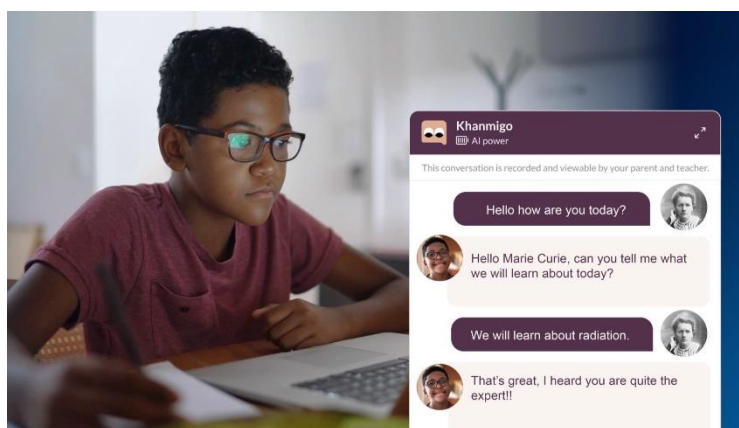 Khanmigo
AI power
This conversation is recorded and viewable by your parent and teacher.
Hello how are you today?
Hello Marie Curie, can you tell me what
we will learn about today?
We will learn about radiation.
That's great, I heard you are quite the
expert!!